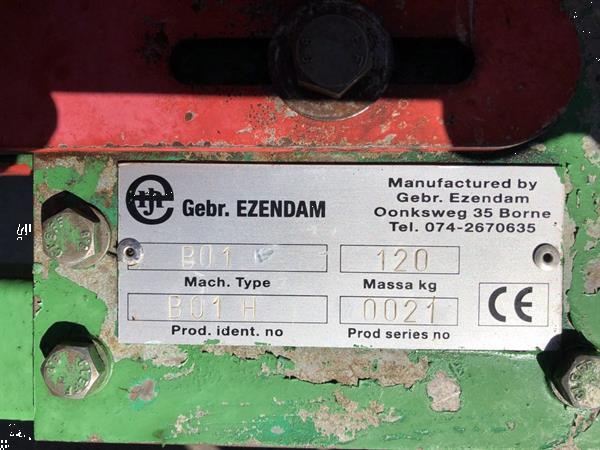 Gebr. EZENDAM
Manufactured by
Gebr. Ezendam
Oonksweg 35 Borne
Tel. 074-2670635
B01
120
Mach. Type
Massa kg
B01 H
0021
Prod. ident. no
Prod series no
CE